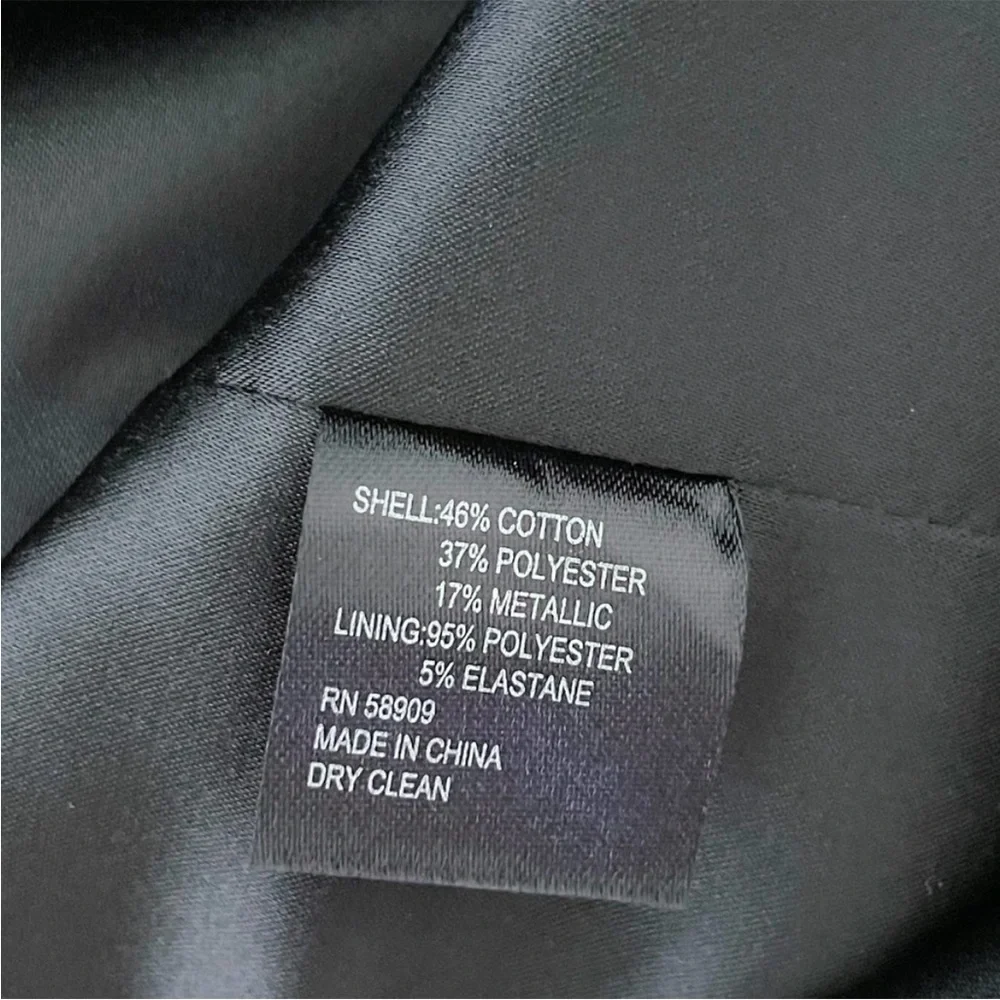 SHELL:46% COTTON
37% POLYESTER
17% METALLIC
LINING:95% POLYESTER
5% ELASTANE
RN 58909
MADE IN CHINA
DRY CLEAN